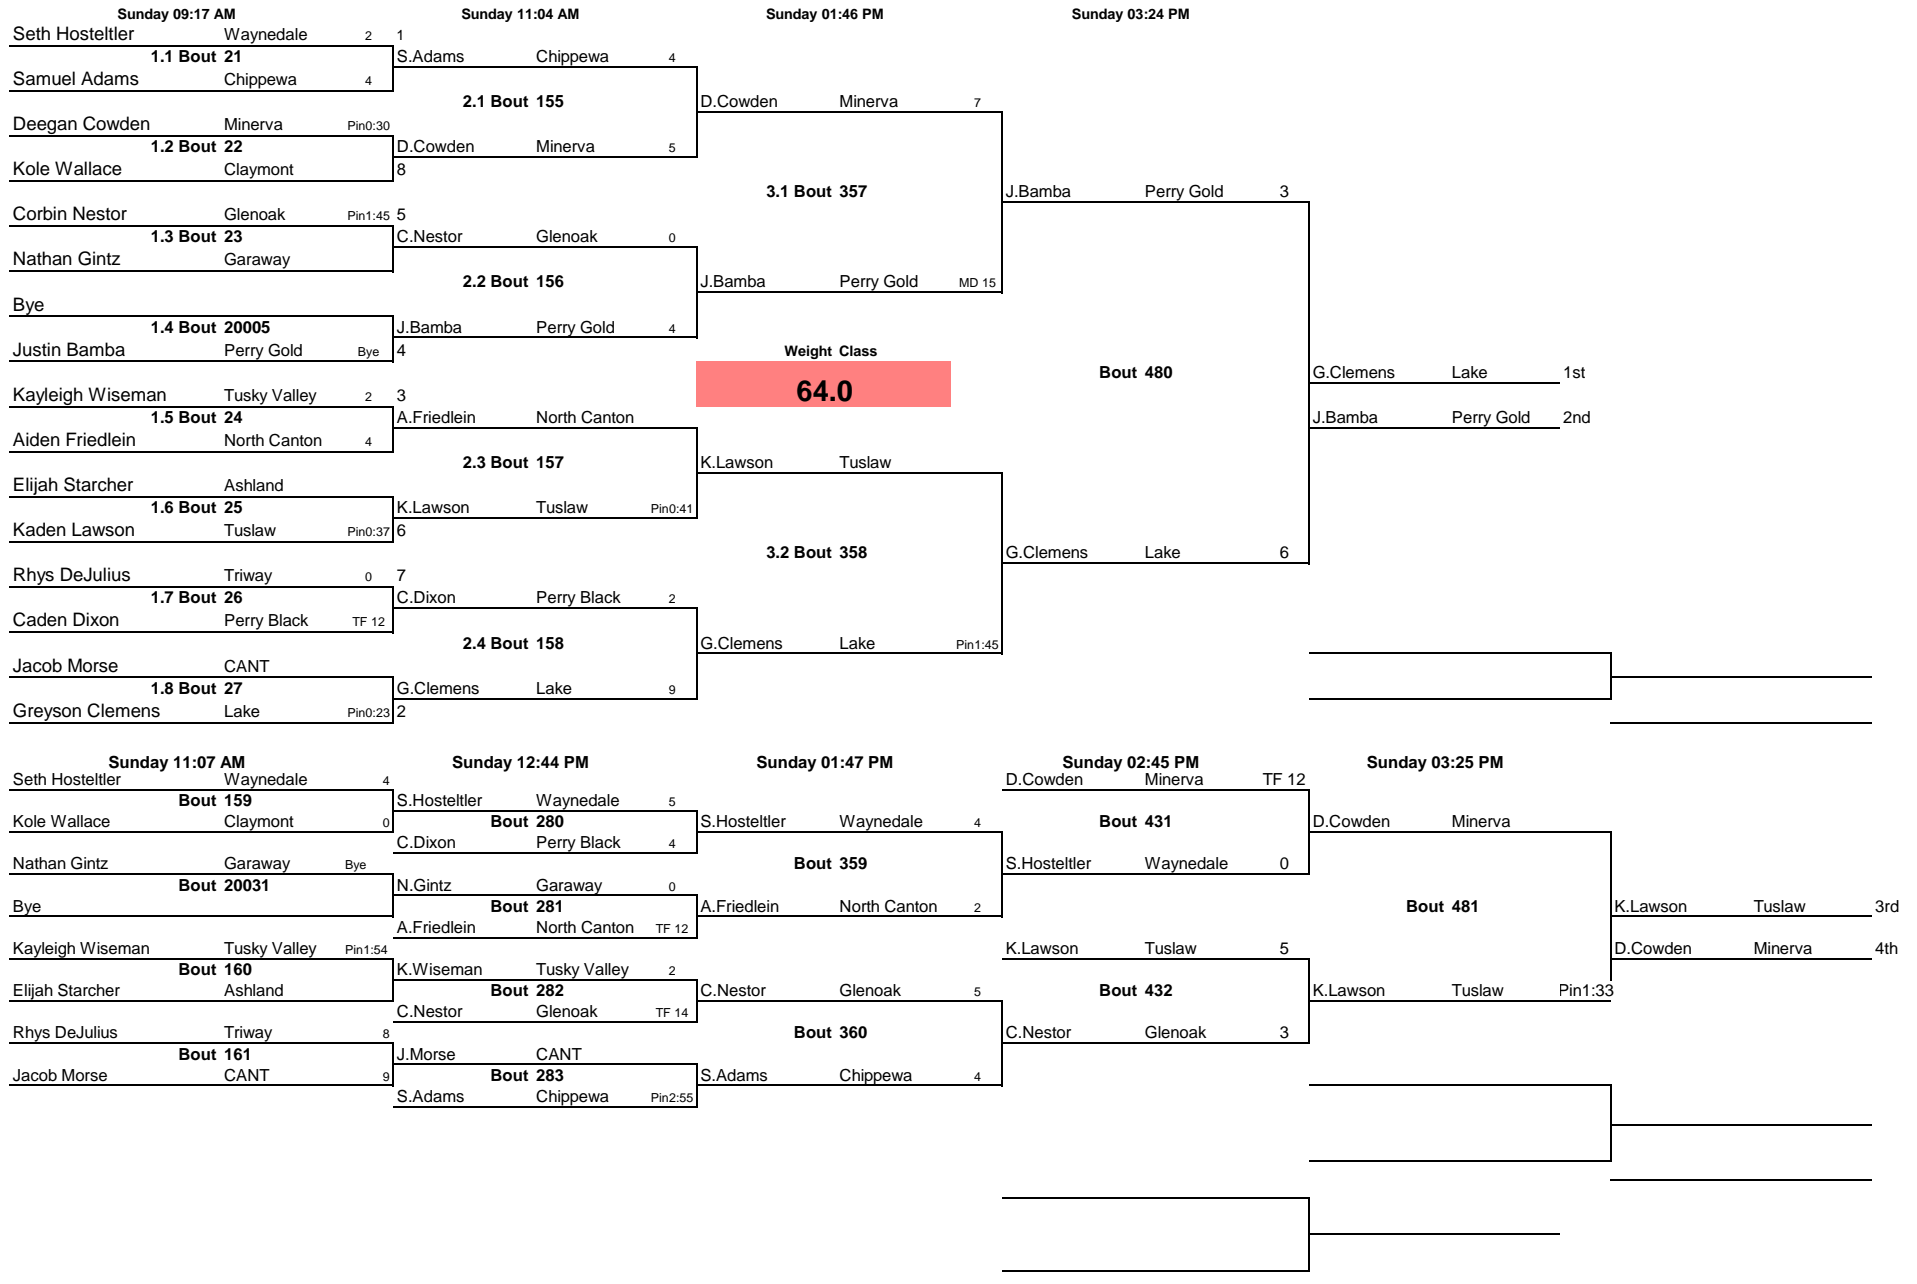 Sunday 09:17 AM Sunday 11:04 AM Sunday 01:46 PM Sunday 03:24 PM
Seth Hosteltler Waynedale 2 1
1.1 Bout 21 S.Adams Chippewa 4
Samuel Adams Chippewa 4
2.1 Bout 155 D.Cowden Minerva 7
Deegan Cowden Minerva Pin0:30
1.2 Bout 22 D.Cowden Minerva 5
Kole Wallace Claymont 8
3.1 Bout 357 J.Bamba Perry Gold 3
Corbin Nestor Glenoak Pin1:45 5
1.3 Bout 23 C.Nestor Glenoak 0
Nathan Gintz Garaway
2.2 Bout 156 J.Bamba Perry Gold MD 15
Bye
1.4 Bout 20005 J.Bamba Perry Gold 4
Justin Bamba Perry Gold Bye 4 Weight Class
Bout 480 G.Clemens Lake 1st
Kayleigh Wiseman Tusky Valley 2 3 64.0
1.5 Bout 24 A.Friedlein North Canton J.Bamba Perry Gold 2nd
Aiden Friedlein North Canton 4
2.3 Bout 157 K.Lawson Tuslaw
Elijah Starcher Ashland
1.6 Bout 25 K.Lawson Tuslaw Pin0:41
Kaden Lawson Tuslaw Pin0:37 6
3.2 Bout 358 G.Clemens Lake 6
Rhys DeJulius Triway 0 7
1.7 Bout 26 C.Dixon Perry Black 2
Caden Dixon Perry Black TF 12
2.4 Bout 158 G.Clemens Lake Pin1:45
Jacob Morse CANT
1.8 Bout 27 G.Clemens Lake 9
Greyson Clemens Lake Pin0:23 2
Sunday 11:07 AM Sunday 12:44 PM Sunday 01:47 PM Sunday 02:45 PM Sunday 03:25 PM
Seth Hosteltler Waynedale 4 D.Cowden Minerva TF 12
Bout 159 S.Hosteltler Waynedale 5
Kole Wallace Claymont 0 Bout 280 S.Hosteltler Waynedale 4 Bout 431 D.Cowden Minerva
C.Dixon Perry Black 4
Nathan Gintz Garaway Bye Bout 359 S.Hosteltler Waynedale 0
Bout 20031 N.Gintz Garaway 0
Bye Bout 281 A.Friedlein North Canton 2 Bout 481 K.Lawson Tuslaw 3rd
A.Friedlein North Canton TF 12
Kayleigh Wiseman Tusky Valley Pin1:54 K.Lawson Tuslaw 5 D.Cowden Minerva 4th
Bout 160 K.Wiseman Tusky Valley 2
Elijah Starcher Ashland Bout 282 C.Nestor Glenoak 5 Bout 432 K.Lawson Tuslaw Pin1:33
C.Nestor Glenoak TF 14
Rhys DeJulius Triway 8 Bout 360 C.Nestor Glenoak 3
Bout 161 J.Morse CANT
Jacob Morse CANT 9 Bout 283 S.Adams Chippewa 4
S.Adams Chippewa Pin2:55